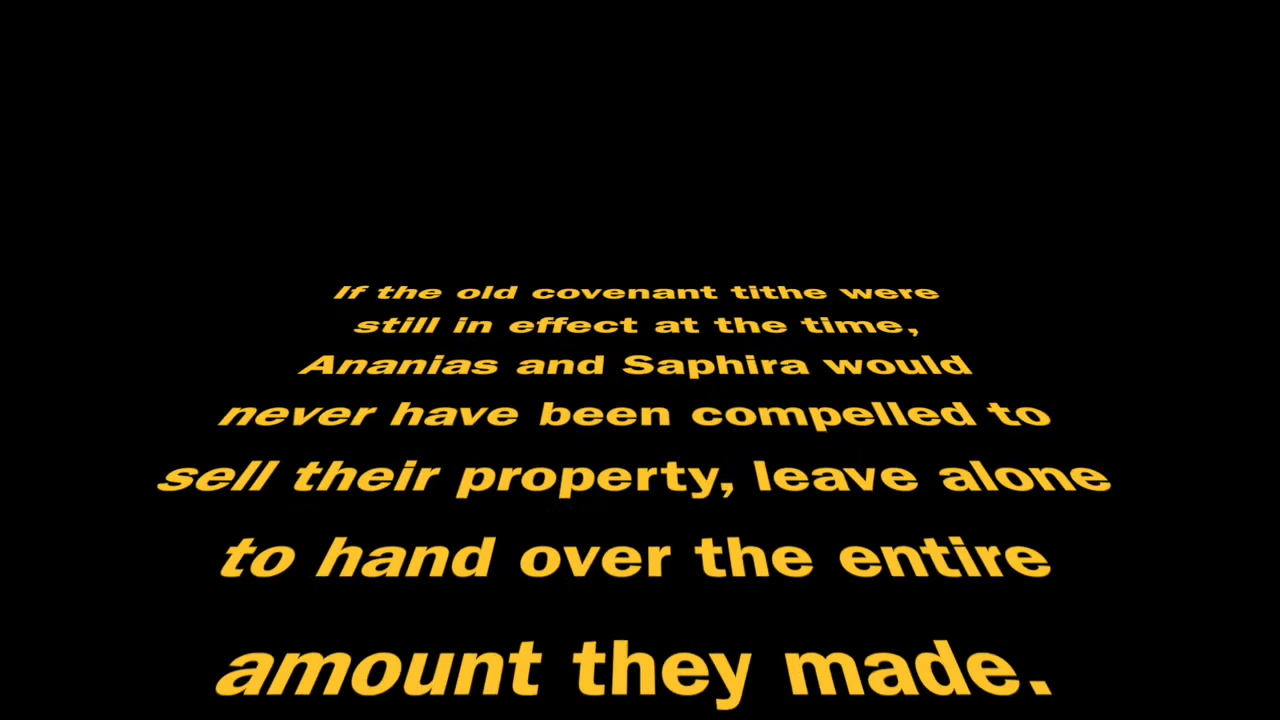 If the old covenant tithe were
still in effect at the time,
Ananias and Saphira would
never have been compelled to
sell their property, leave alone
to hand over the entire
amount they made.